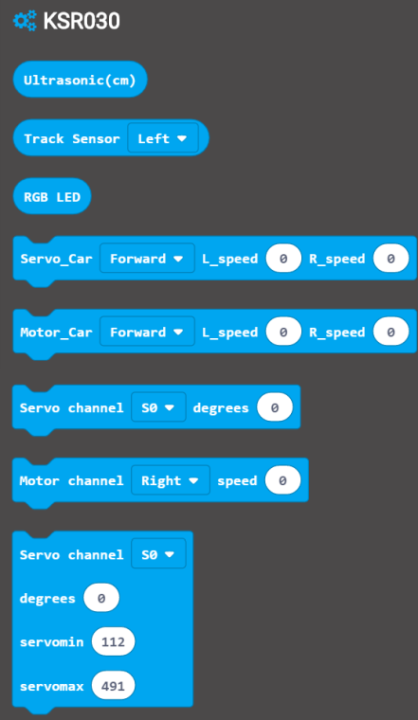 KSR030
Ultrasonic(cm)
Track Sensor Left
RGB LED
Servo_Car Forward L_speed 0 R_speed 0
Motor_Car Forward L_speed 0 R_speed 0
Servo channel S0 degrees 0
Motor channel Right speed 0
Servo channel S0
degrees 0
servomin 112
servomax 491